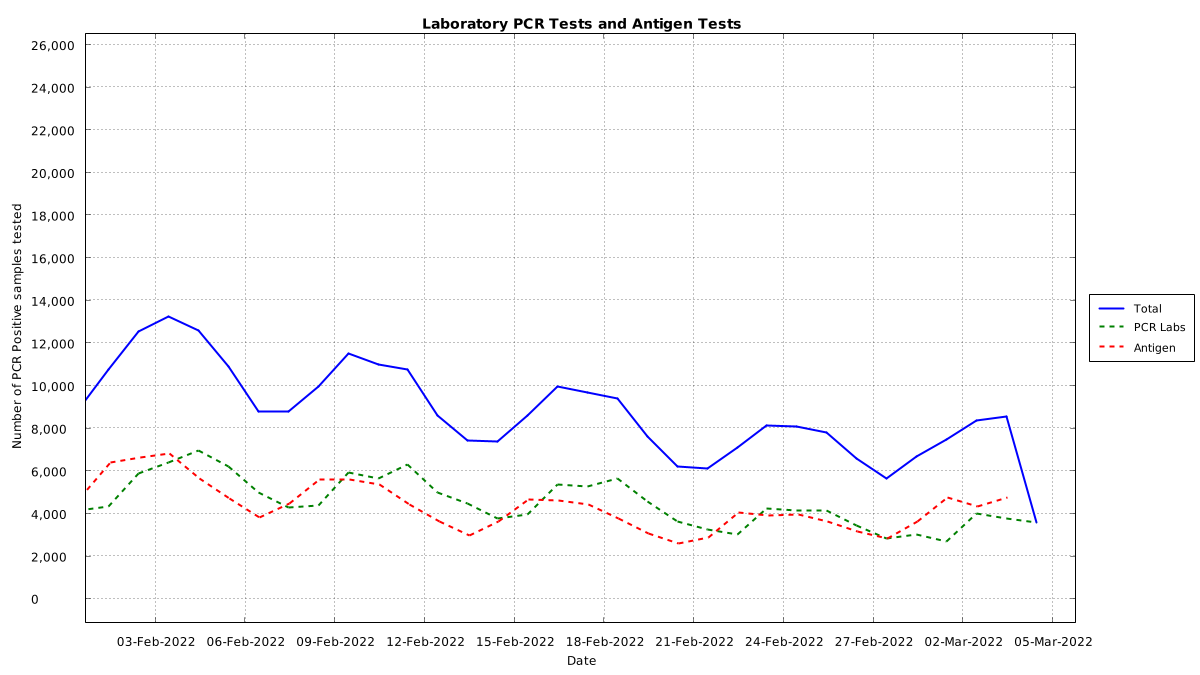 Laboratory PCR Tests and Antigen Tests
Number of PCR Positive samples tested
26,000
24,000
22,000
20,000
18,000
16,000
14,000
12,000
10,000
8,000
6,000
4,000
2,000
0
03-Feb-2022 06-Feb-2022 09-Feb-2022 12-Feb-2022 15-Feb-2022 18-Feb-2022 21-Feb-2022 24-Feb-2022 27-Feb-2022 02-Mar-2022 05-Mar-2022
Date
Total
PCR Labs
Antigen